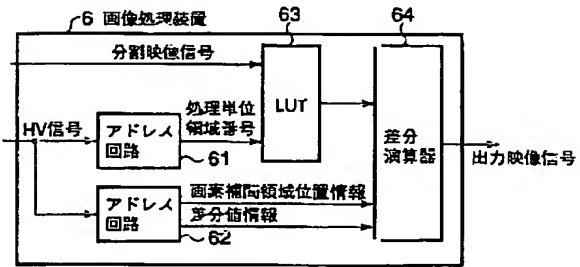 6 画像処理装置
63
64
分割映像信号
LUT
HV信号
処理単位
領域番号
アドレス
回路
61
差分
演算器
出力映像信号
画素補間領域位置情報
アドレス
回路
差分値情報
62